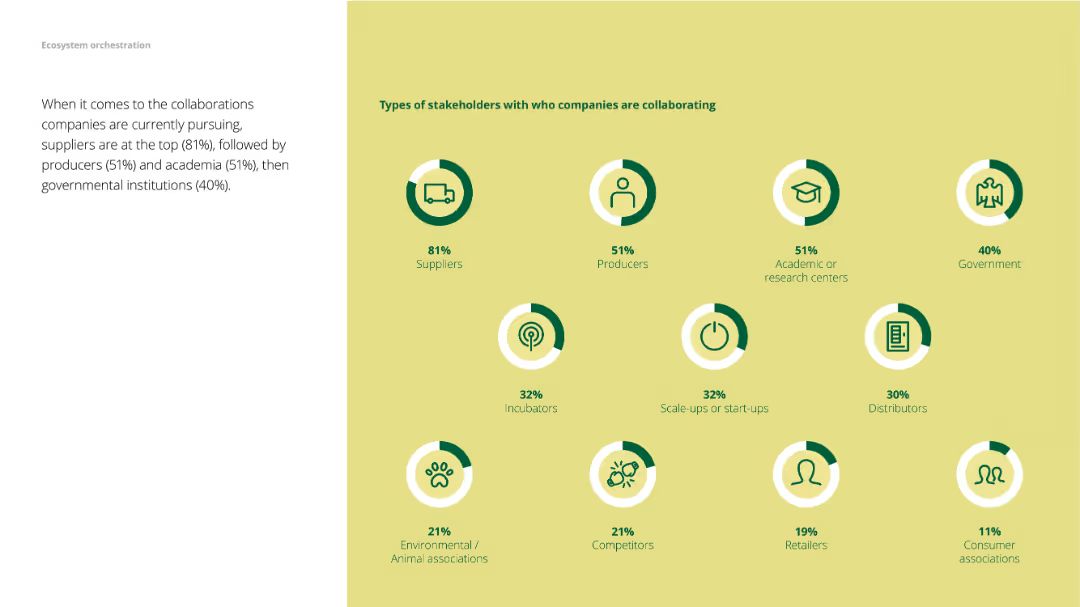 Ecosystem orchestration
When it comes to the collaborations
companies are currently pursuing,
suppliers are at the top (81%), followed by
producers (51%) and academia (51%), then
governmental institutions (40%).
Types of stakeholders with who companies are collaborating
81%
Suppliers
51%
Producers
51%
Academic or
research centers
40%
Government
32%
Incubators
32%
Scale-ups or start-ups
30%
Distributors
21%
Environmental /
Animal associations
21%
Competitors
19%
Retailers
11%
Consumer
associations